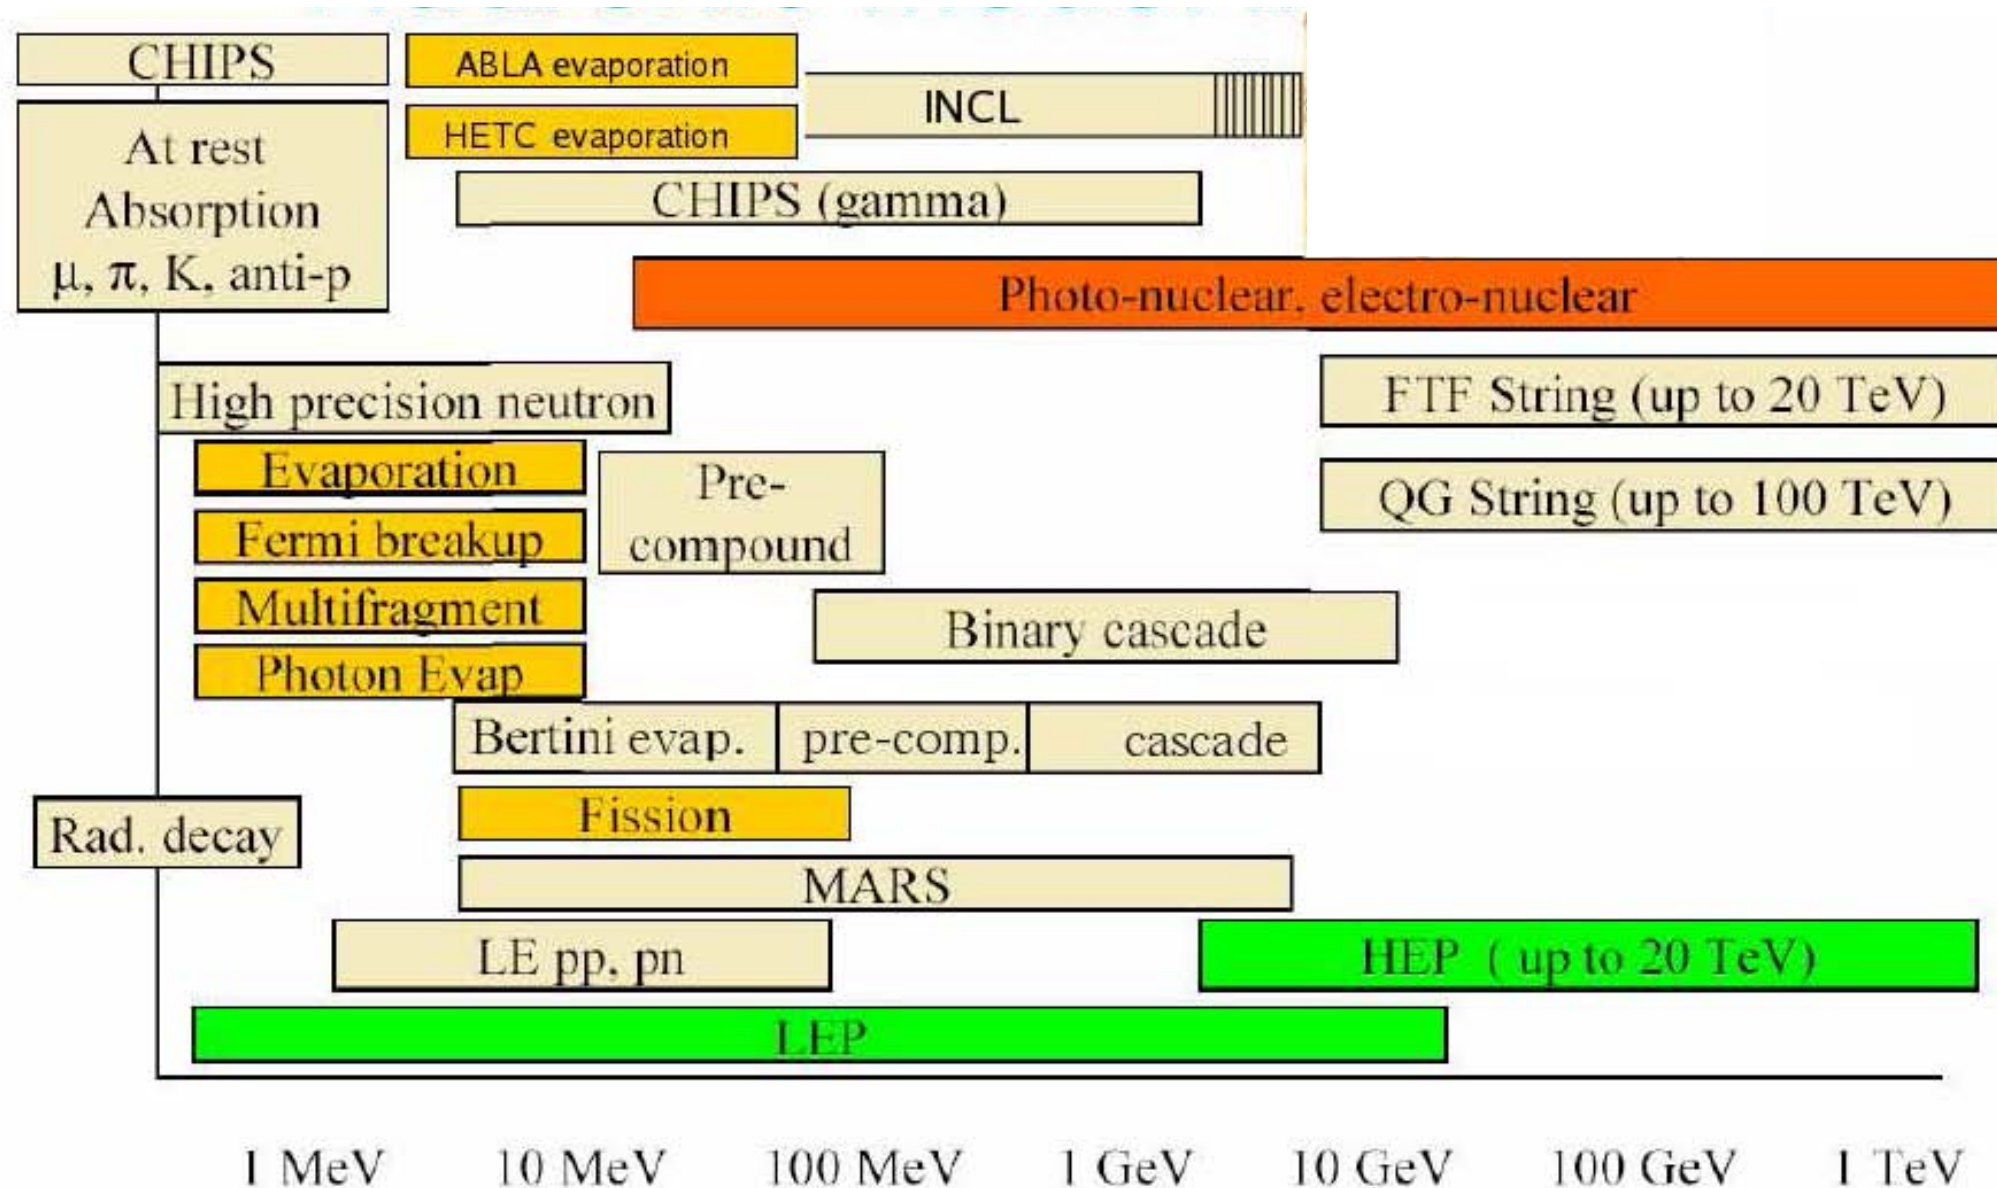 CHIPS
At rest
Absorption
μ, π, K, anti-p
ABLA evaporation
HETC evaporation
INCL
CHIPS (gamma)
Photo-nuclear, electro-nuclear
High precision neutron
FTF String (up to 20 TeV)
QG String (up to 100 TeV)
Evaporation
Fermi breakup
Multifragment
Photon Evap
Pre-
compound
Binary cascade
Bertini evap.
pre-comp.
cascade
Rad. decay
Fission
MARS
LE pp, pn
HEP ( up to 20 TeV)
LEP
1 MeV 10 MeV 100 MeV 1 GeV 10 GeV 100 GeV 1 TeV